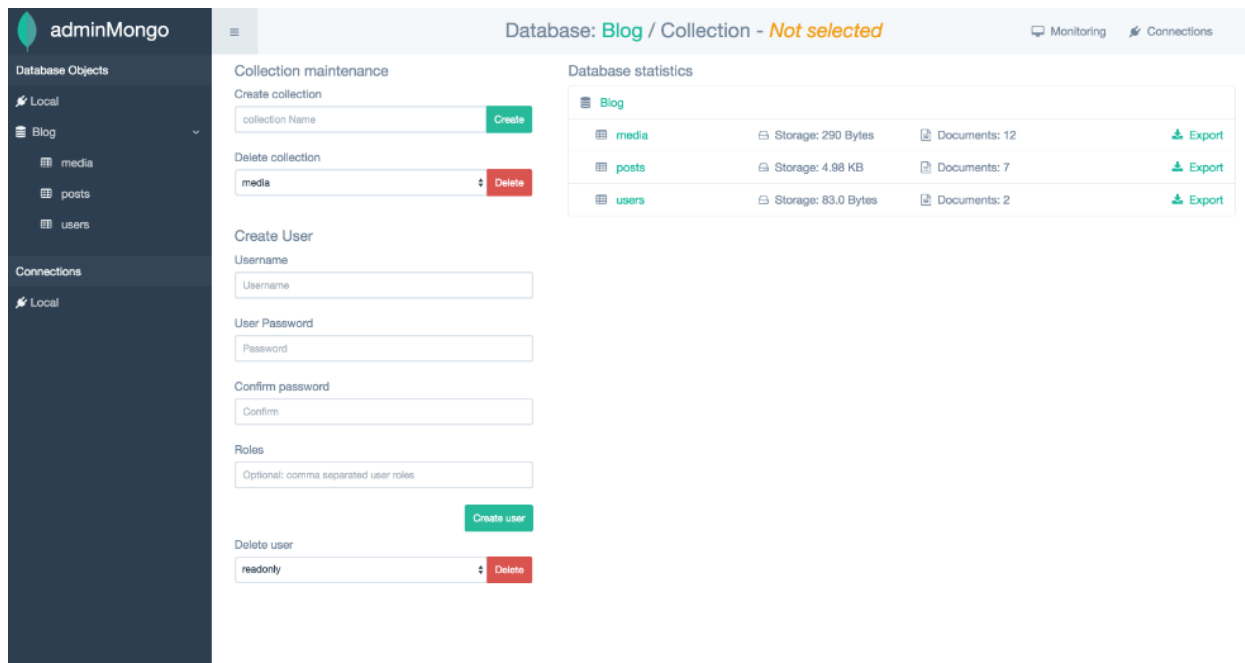 adminMongo
Database: Blog / Collection - Not selected
Monitoring
Connections
Database Objects
Local
Blog
media
posts
users
Connections
Local
Collection maintenance
Create collection
collection Name
Create
Delete collection
media
Delete
Create User
Username
Username
User Password
Password
Confirm password
Confirm
Roles
Optional: comma separated user roles
Create user
Delete user
readonly
Delete
Database statistics
Blog
media Storage: 290 Bytes Documents: 12 Export
posts Storage: 4.98 KB Documents: 7 Export
users Storage: 83.0 Bytes Documents: 2 Export